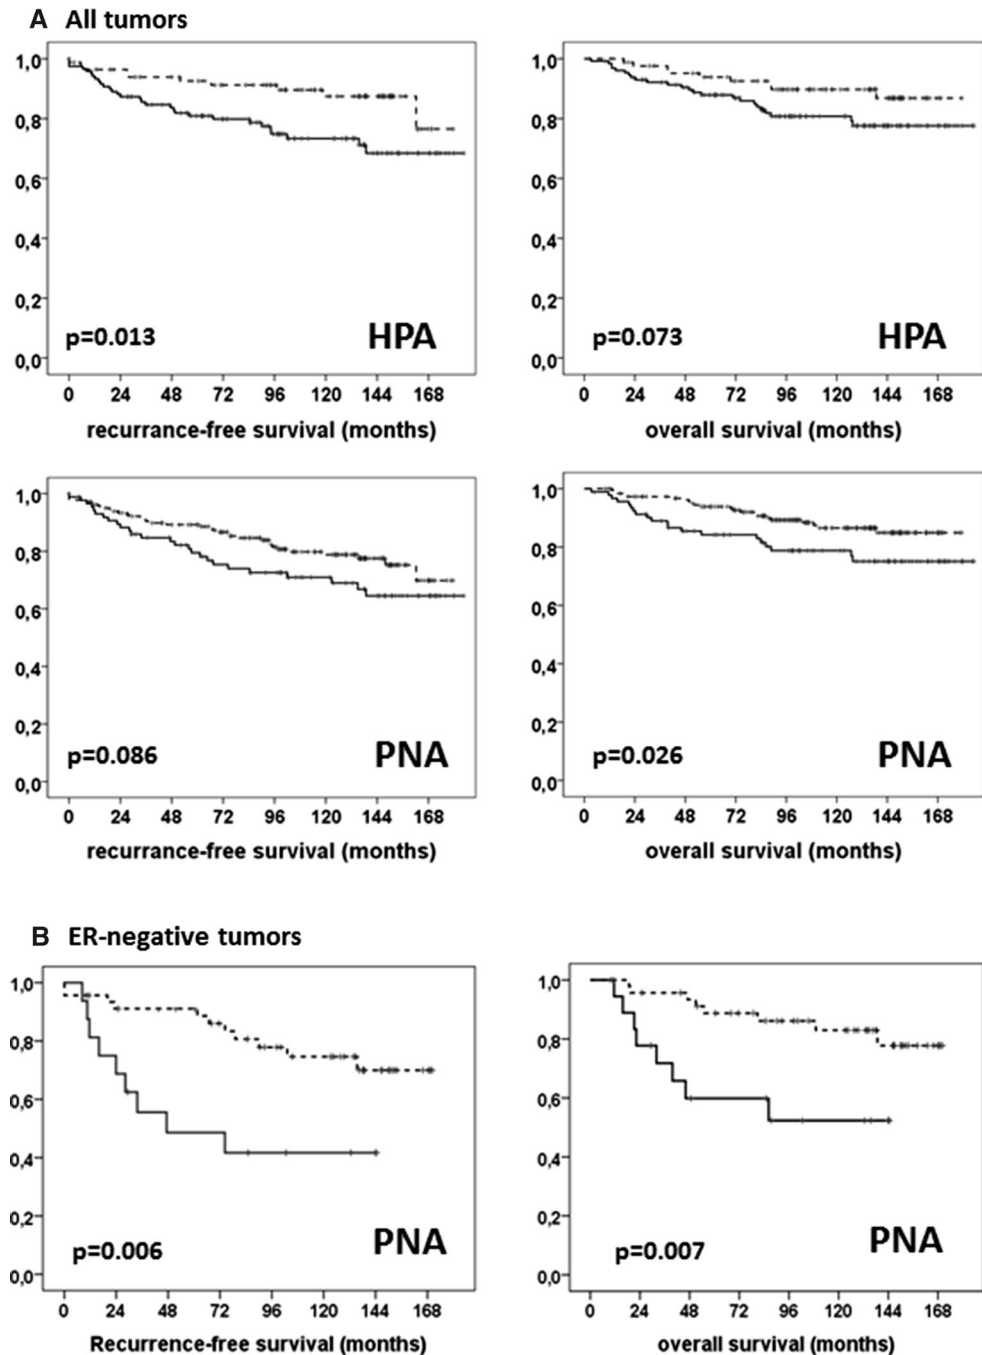 A All tumors
1,0
0,8
0,6
0,4
0,2
0,0
p=0.013
HPA
0 24 48 72 96 120 144 168
recurrance-free survival (months)
1,0
0,8
0,6
0,4
0,2
0,0
p=0.073
HPA
0 24 48 72 96 120 144 168
overall survival (months)
1,0
0,8
0,6
0,4
0,2
0,0
p=0.086
PNA
0 24 48 72 96 120 144 168
recurrance-free survival (months)
1,0
0,8
0,6
0,4
0,2
0,0
p=0.026
PNA
0 24 48 72 96 120 144 168
overall survival (months)
B ER-negative tumors
1,0
0,8
0,6
0,4
0,2
0,0
p=0.006
PNA
0 24 48 72 96 120 144 168
Recurrence-free survival (months)
1,0
0,8
0,6
0,4
0,2
0,0
p=0.007
PNA
0 24 48 72 96 120 144 168
overall survival (months)